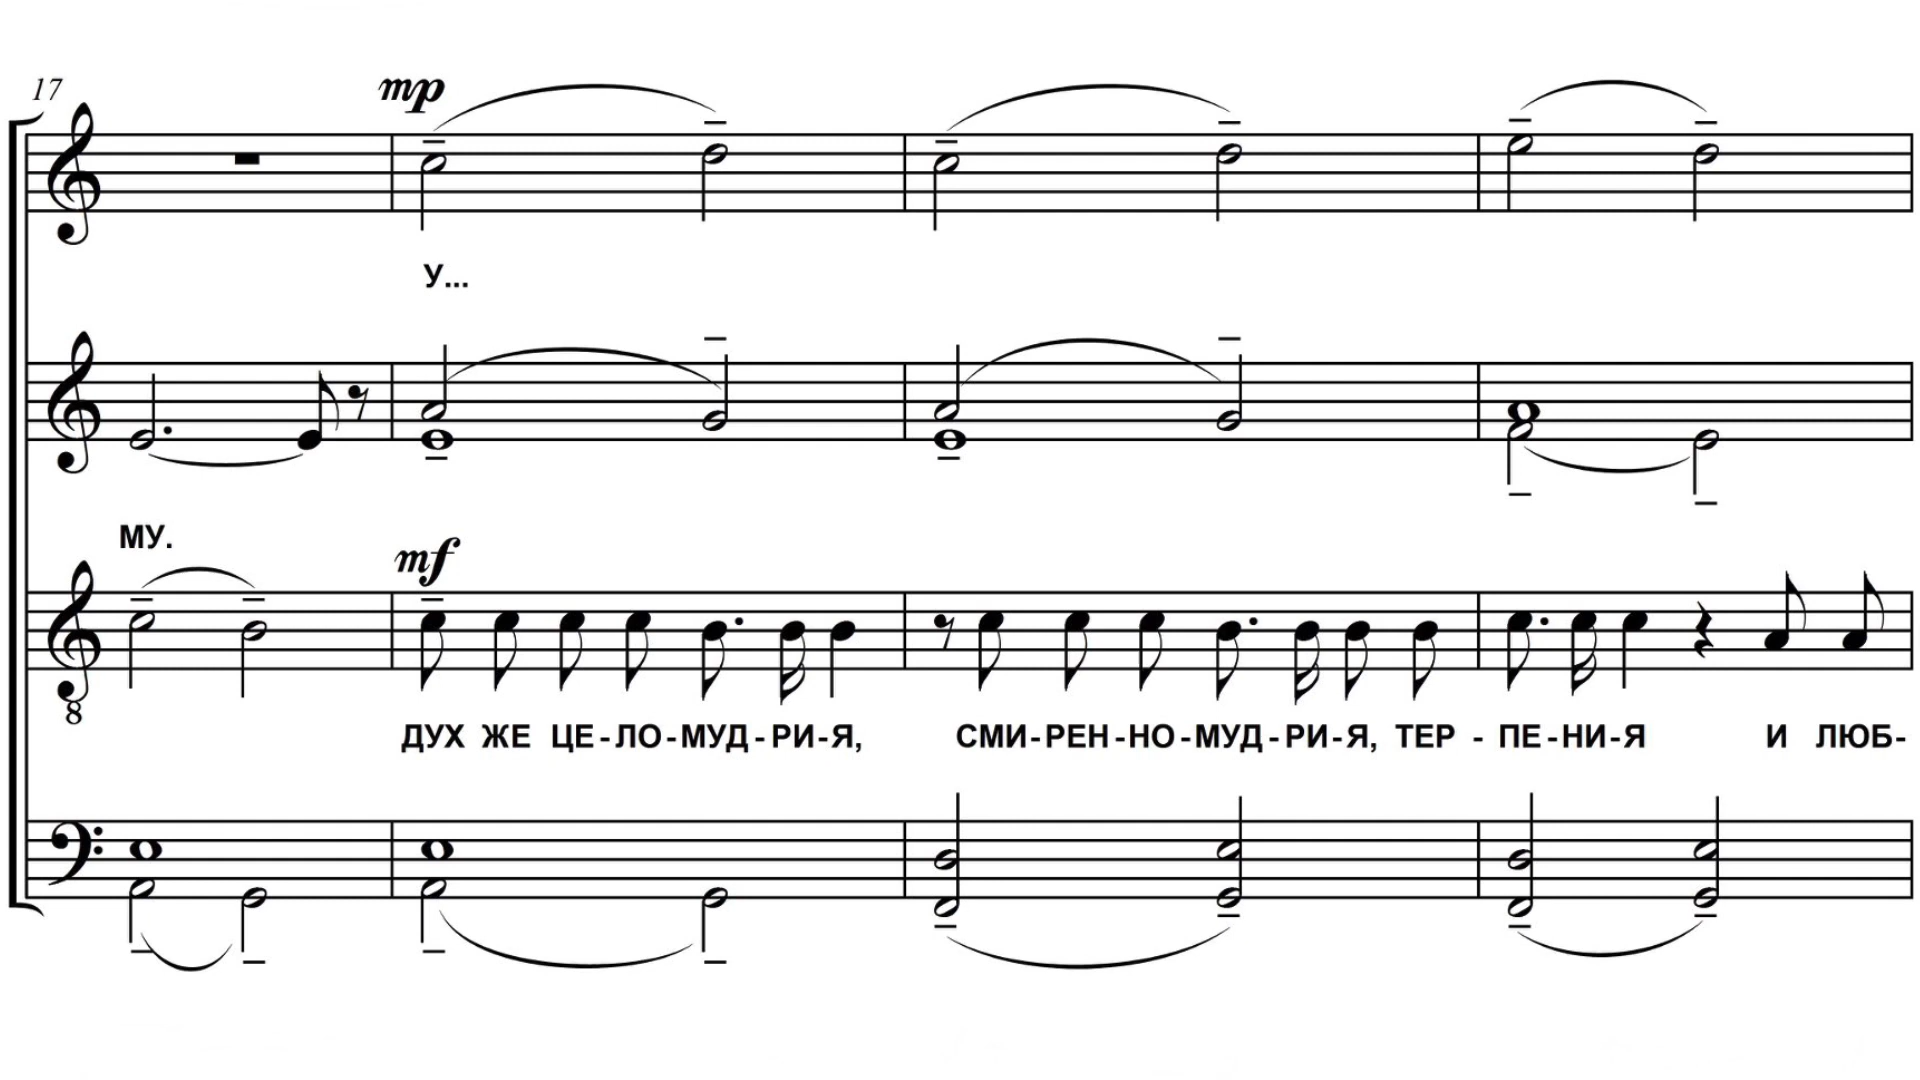 17
mp
У...
МУ.
mf
8
ДУХ ЖЕ ЦЕ-ЛО-МУД-РИ-Я, СМИ-РЕН-НО-МУД-РИ-Я, ТЕР - ПЕ-НИ-Я И ЛЮБ-